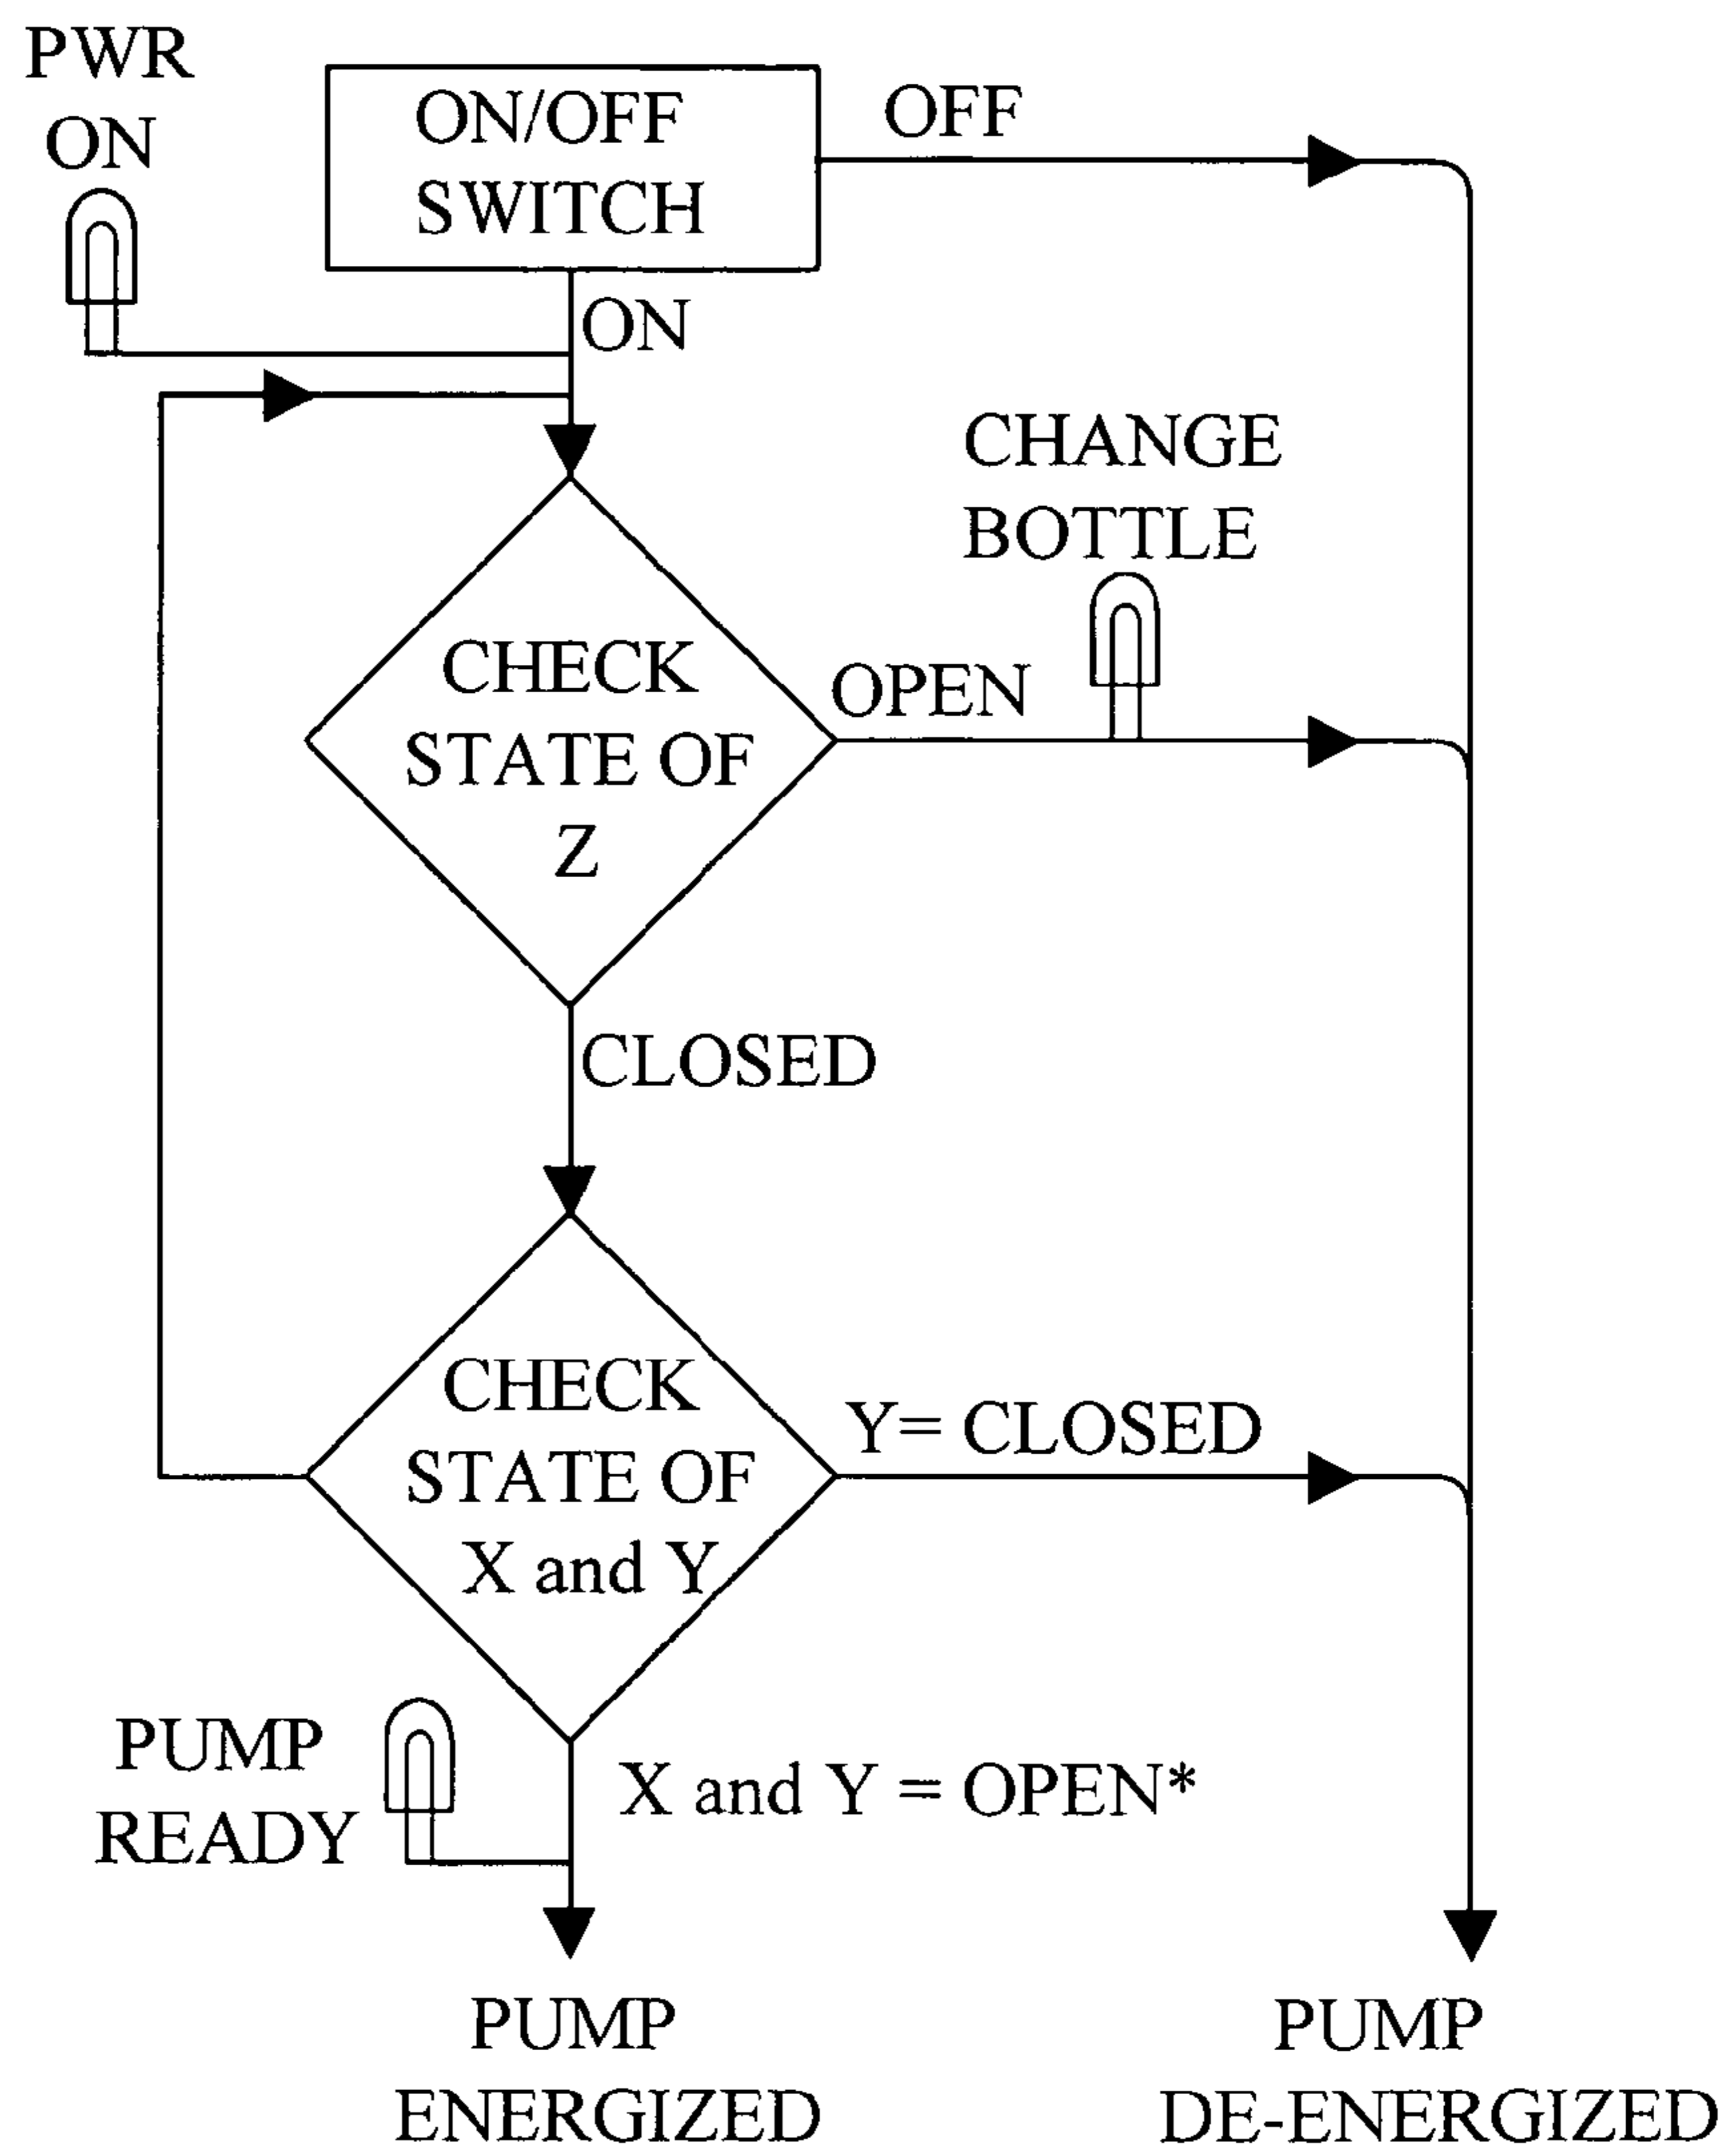 PWR
ON
ON/OFF
SWITCH
OFF
ON
CHANGE
BOTTLE
CHECK
STATE OF
Z
OPEN
CLOSED
CHECK
STATE OF
X and Y
Y= CLOSED
PUMP
READY
X and Y = OPEN*
PUMP
ENERGIZED
PUMP
DE-ENERGIZED